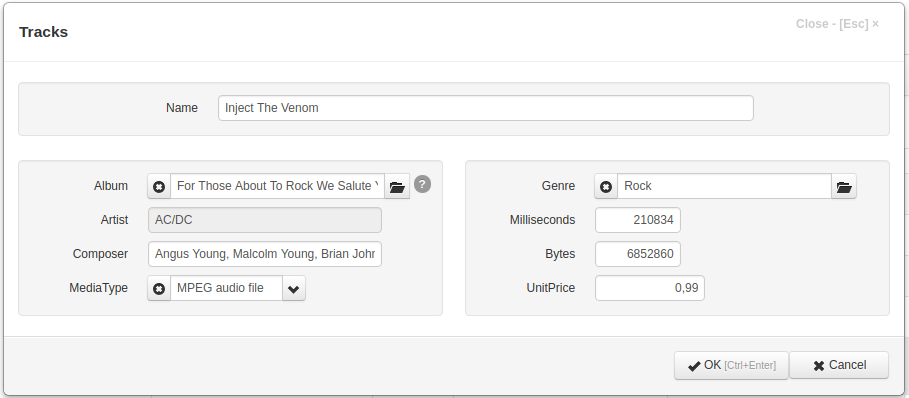 Tracks
Close - [Esc] ×
Name
Inject The Venom
Album
For Those About To Rock We Salute
?
Artist
AC/DC
Composer
Angus Young, Malcolm Young, Brian John
MediaType
MPEG audio file
Genre
Rock
Milliseconds
210834
Bytes
6852860
UnitPrice
0,99
OK [Ctrl+Enter]
Cancel